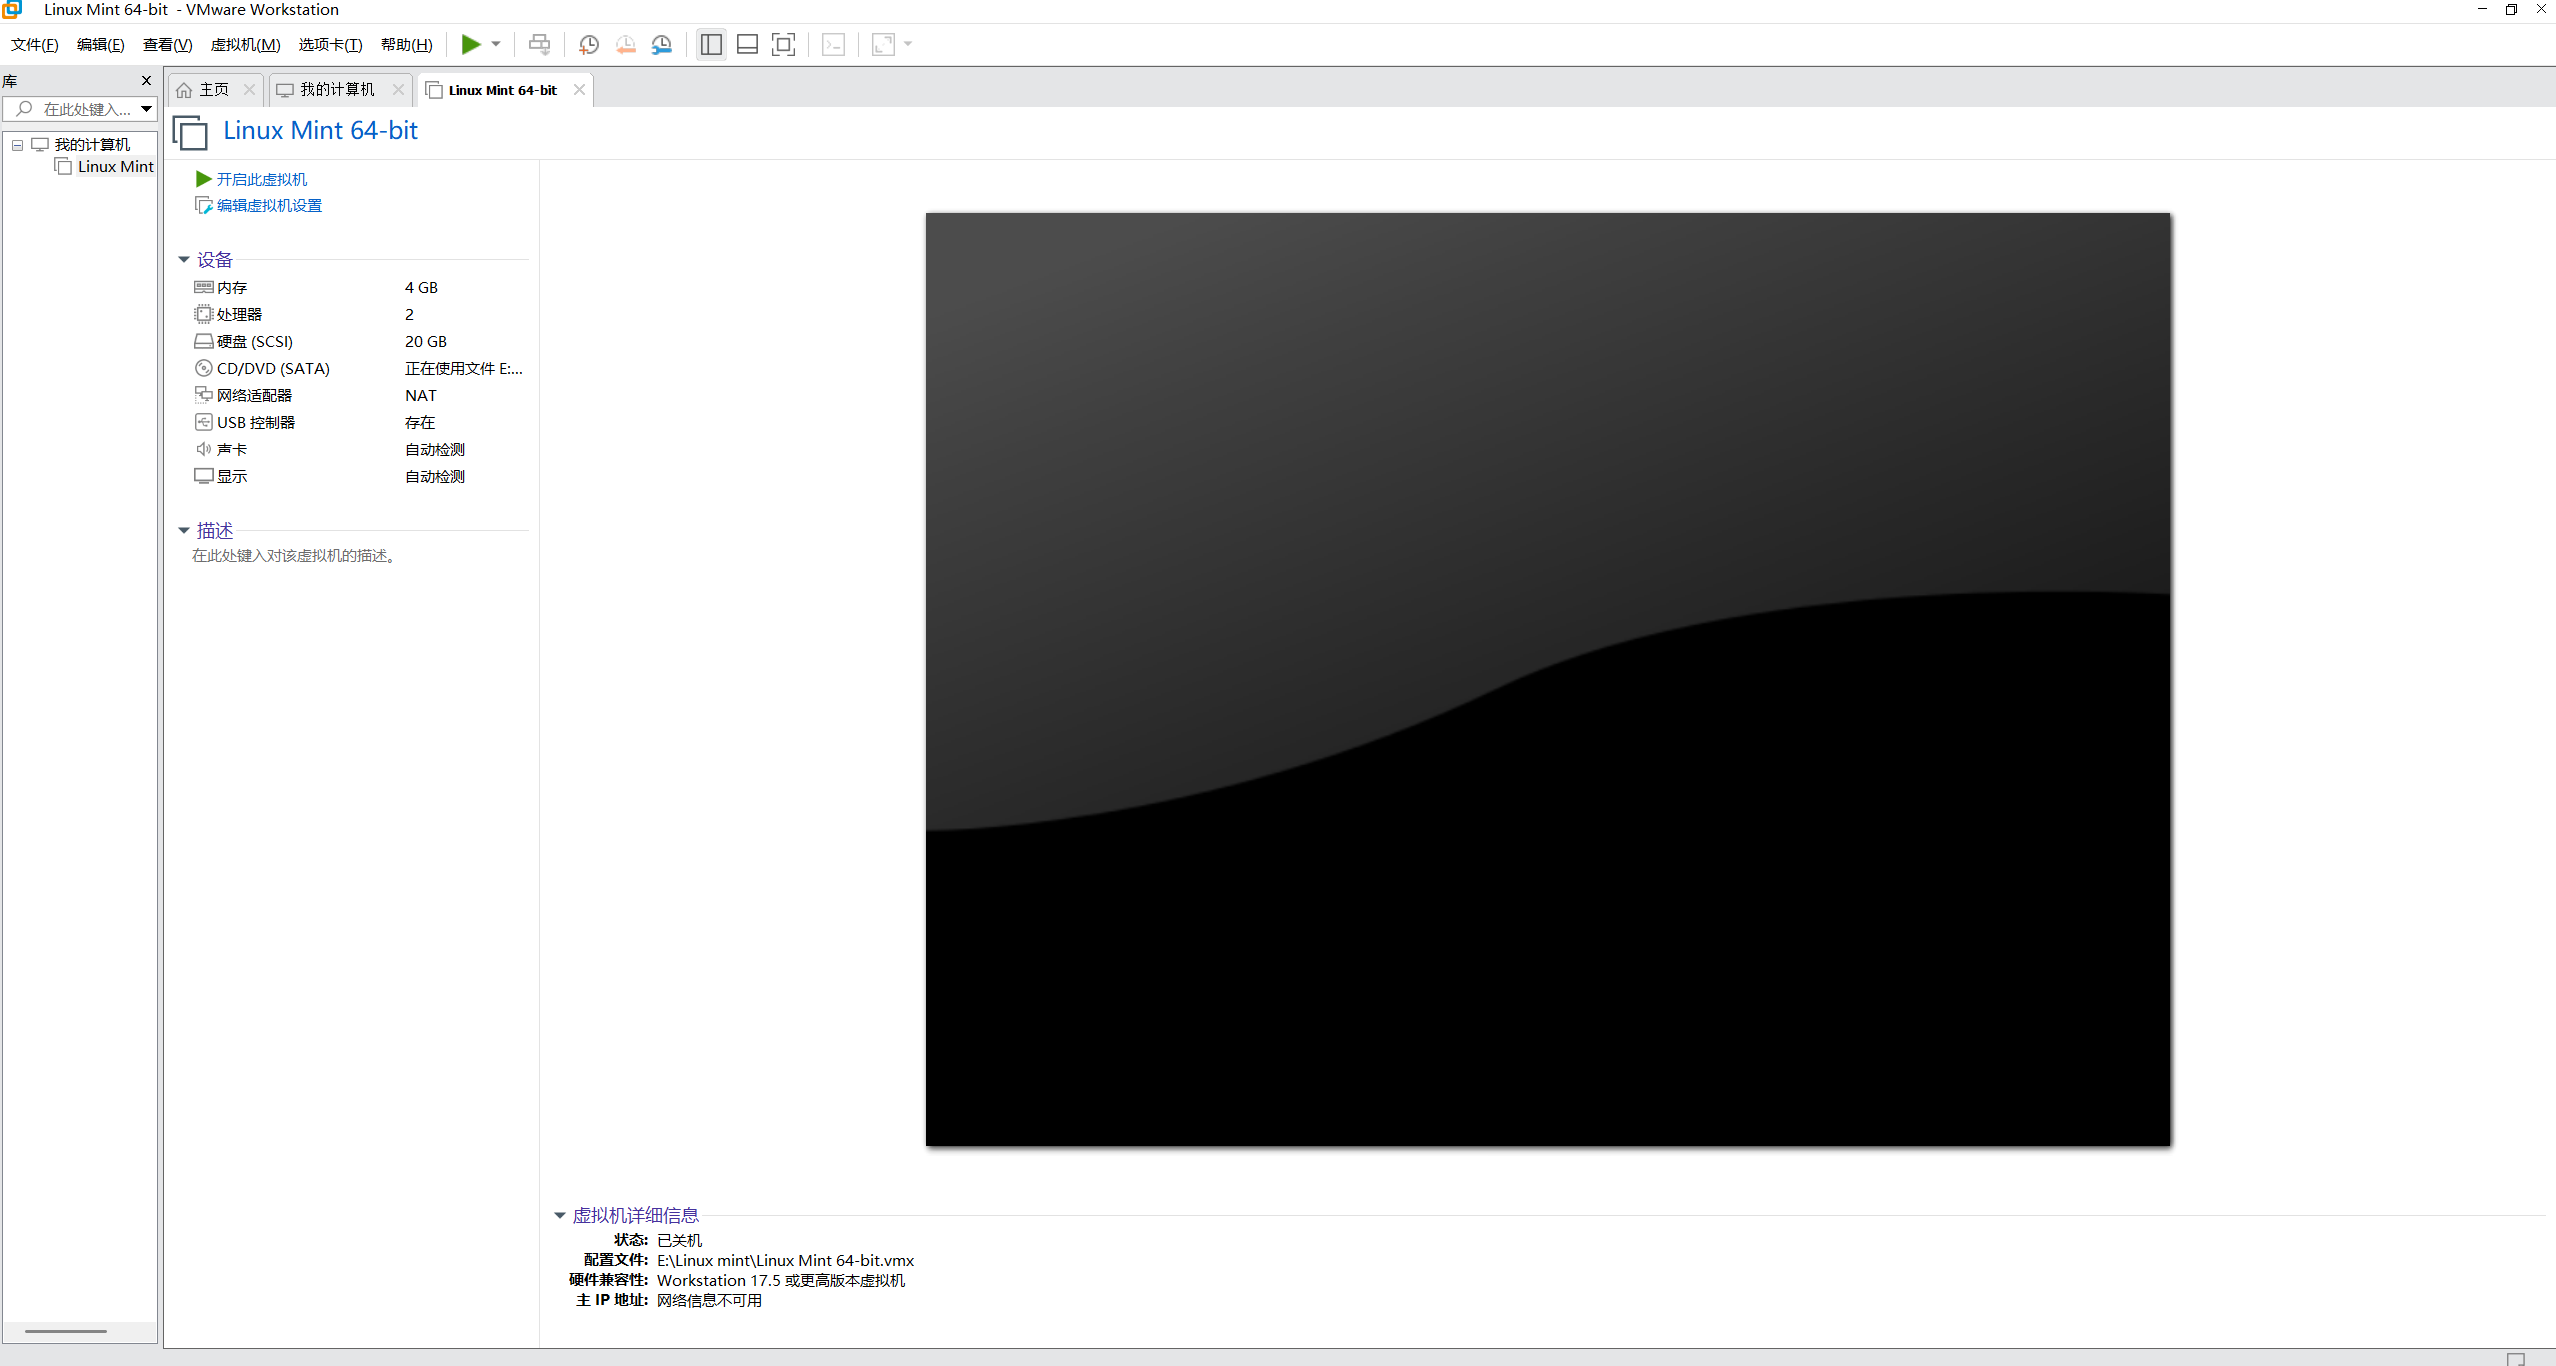 Linux Mint 64-bit - VMware Workstation
文件(F) 编辑(E) 查看(V) 虚拟机(M) 选项卡(T) 帮助(H)
库
在此处键入...
我的计算机
Linux Mint
主页 我的计算机 Linux Mint 64-bit
Linux Mint 64-bit
开启此虚拟机
编辑虚拟机设置
设备
内存 4 GB
处理器 2
硬盘 (SCSI) 20 GB
CD/DVD (SATA) 正在使用文件 E:...
网络适配器 NAT
USB 控制器 存在
声卡 自动检测
显示 自动检测
描述
在此处键入对该虚拟机的描述。
虚拟机详细信息
状态: 已关机
配置文件: E:\Linux mint\Linux Mint 64-bit.vmx
硬件兼容性: Workstation 17.5 或更高版本虚拟机
主 IP 地址: 网络信息不可用